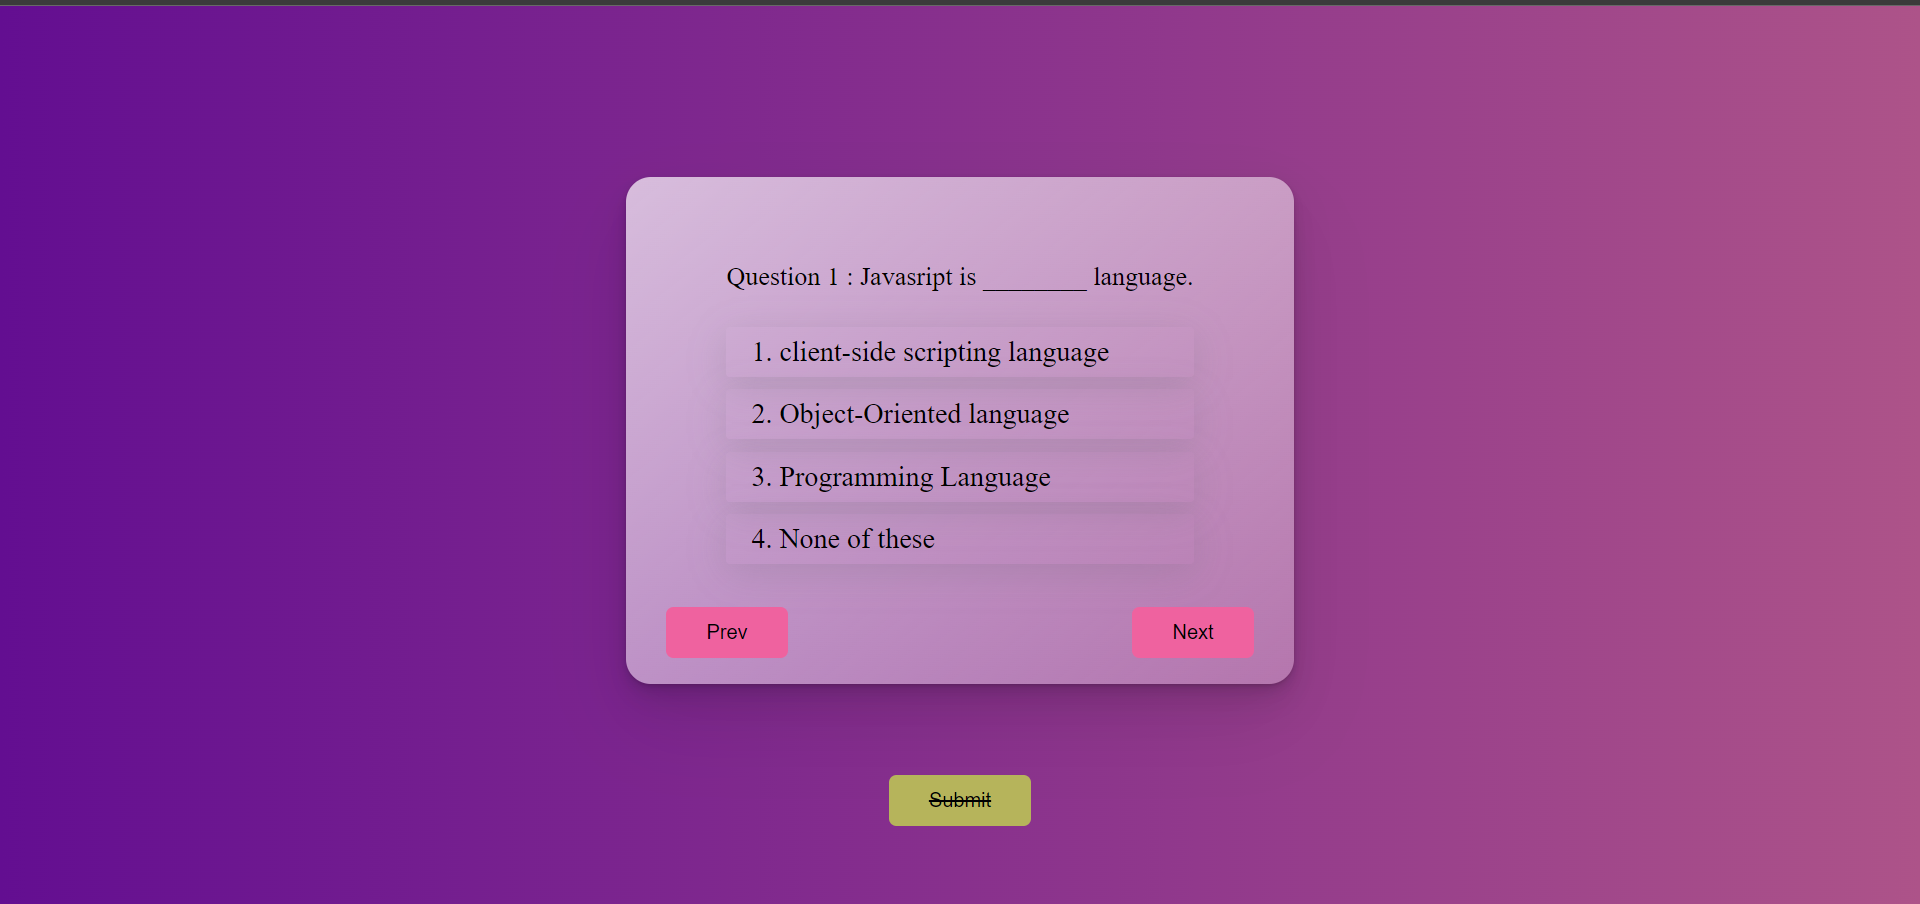 Question 1 : Javasript is ________ language.
1. client-side scripting language
2. Object-Oriented language
3. Programming Language
4. None of these
Prev
Next
Submit